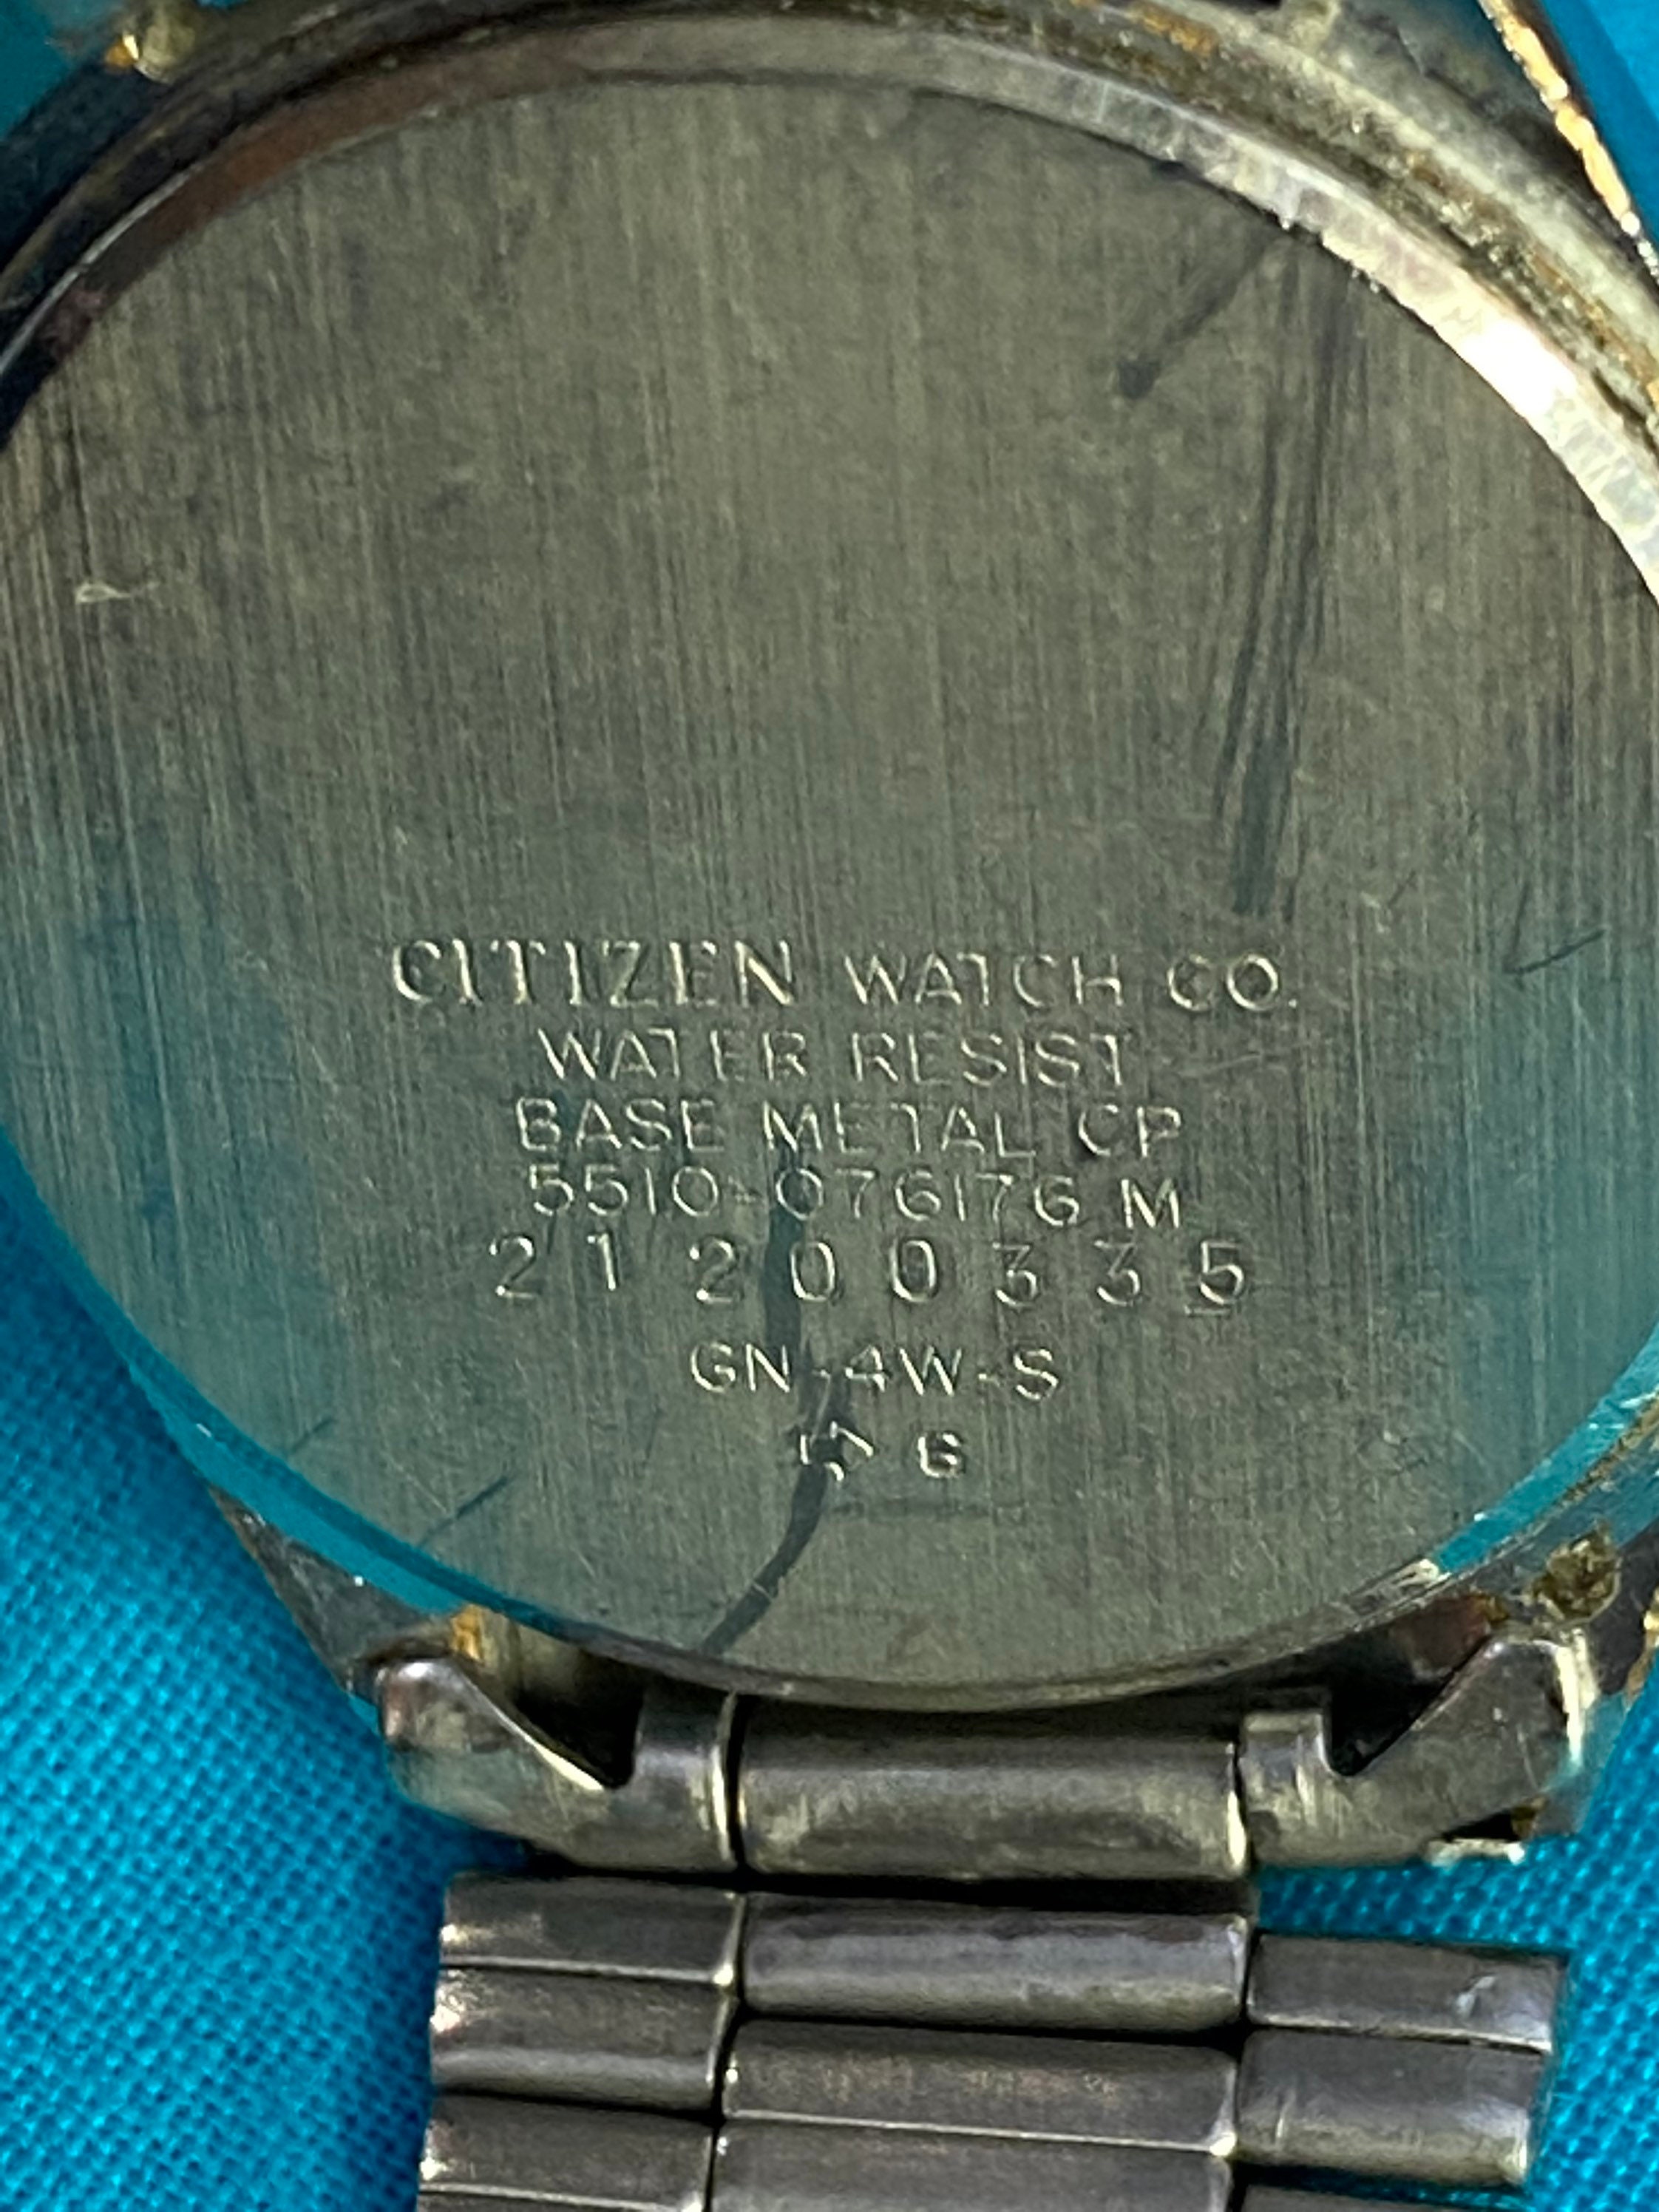 CITIZEN WATCH CO.
WATER RESIST
BASE METAL CP
5510-076176 M
21200335
GN-4W-S
G